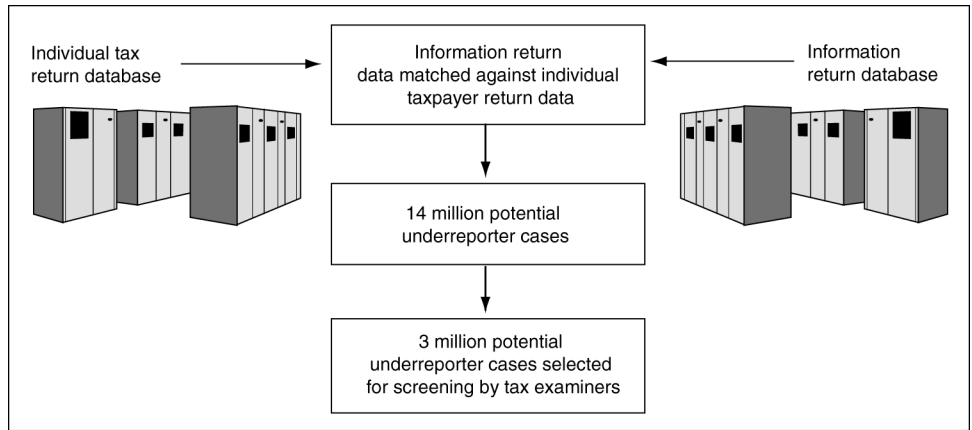 Individual tax
return database
Information return
data matched against individual
taxpayer return data
Information
return database
14 million potential
underreporter cases
3 million potential
underreporter cases selected
for screening by tax examiners